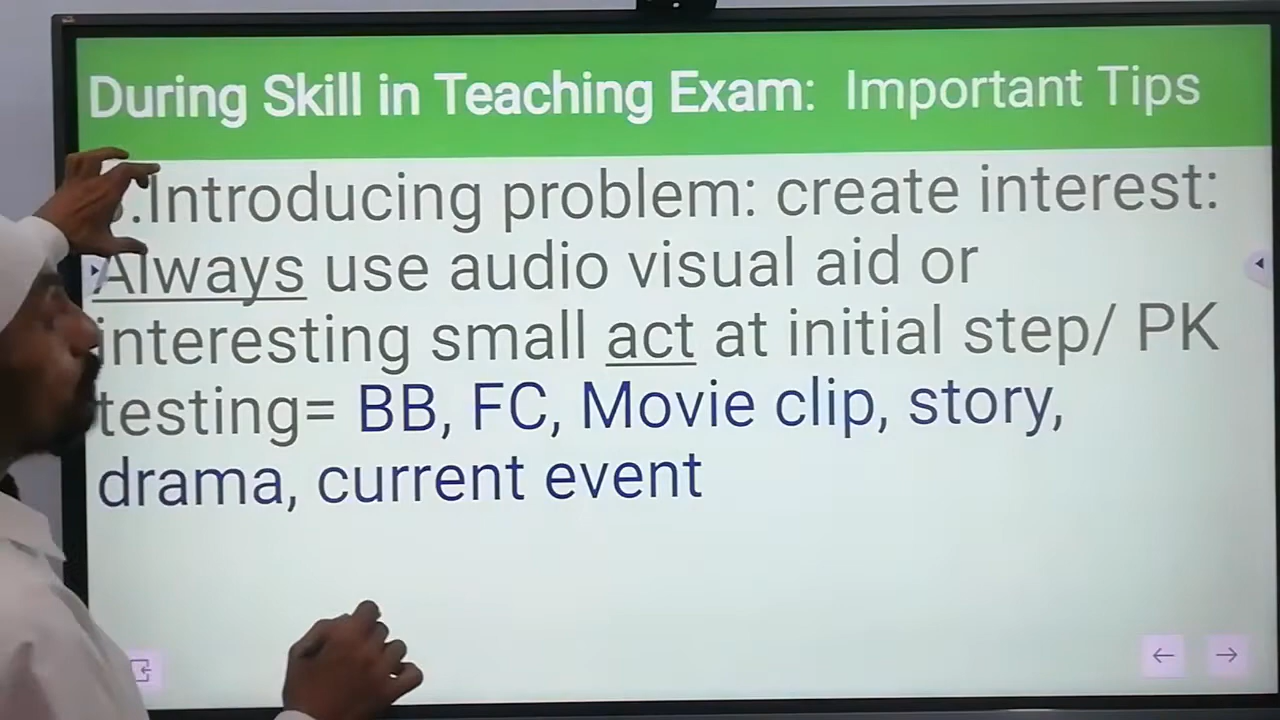 During Skill in Teaching Exam: Important Tips
.Introducing problem: create interest:
Always use audio visual aid or
interesting small act at initial step/ PK
testing= BB, FC, Movie clip, story,
drama, current event